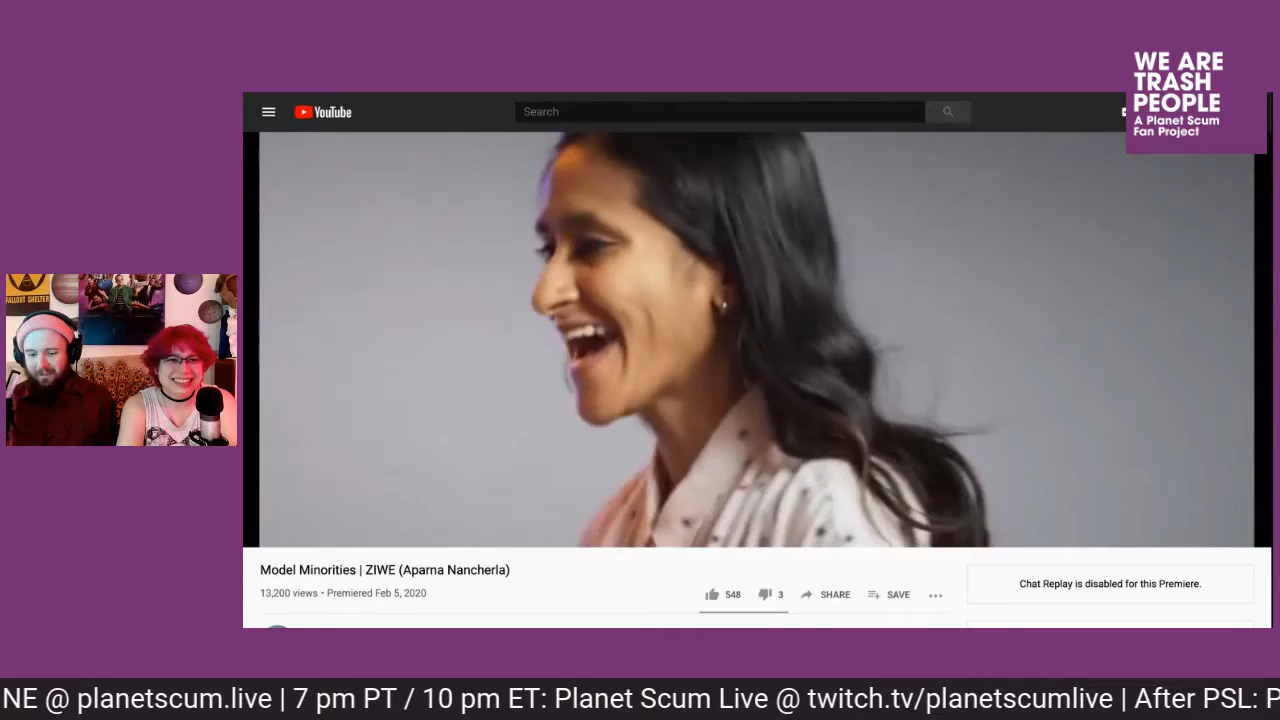 WE ARE
TRASH
PEOPLE
A Planet Scum
Fan Project
YouTube
Search
FALLOUT SHELTER
Model Minorities | ZIWE (Aparna Nancherla)
13,200 views • Premiered Feb 5, 2020
548
3
SHARE
SAVE
Chat Replay is disabled for this Premiere.
NE @ planetscum.live | 7 pm PT / 10 pm ET: Planet Scum Live @ twitch.tv/planetscumlive | After PSL: P